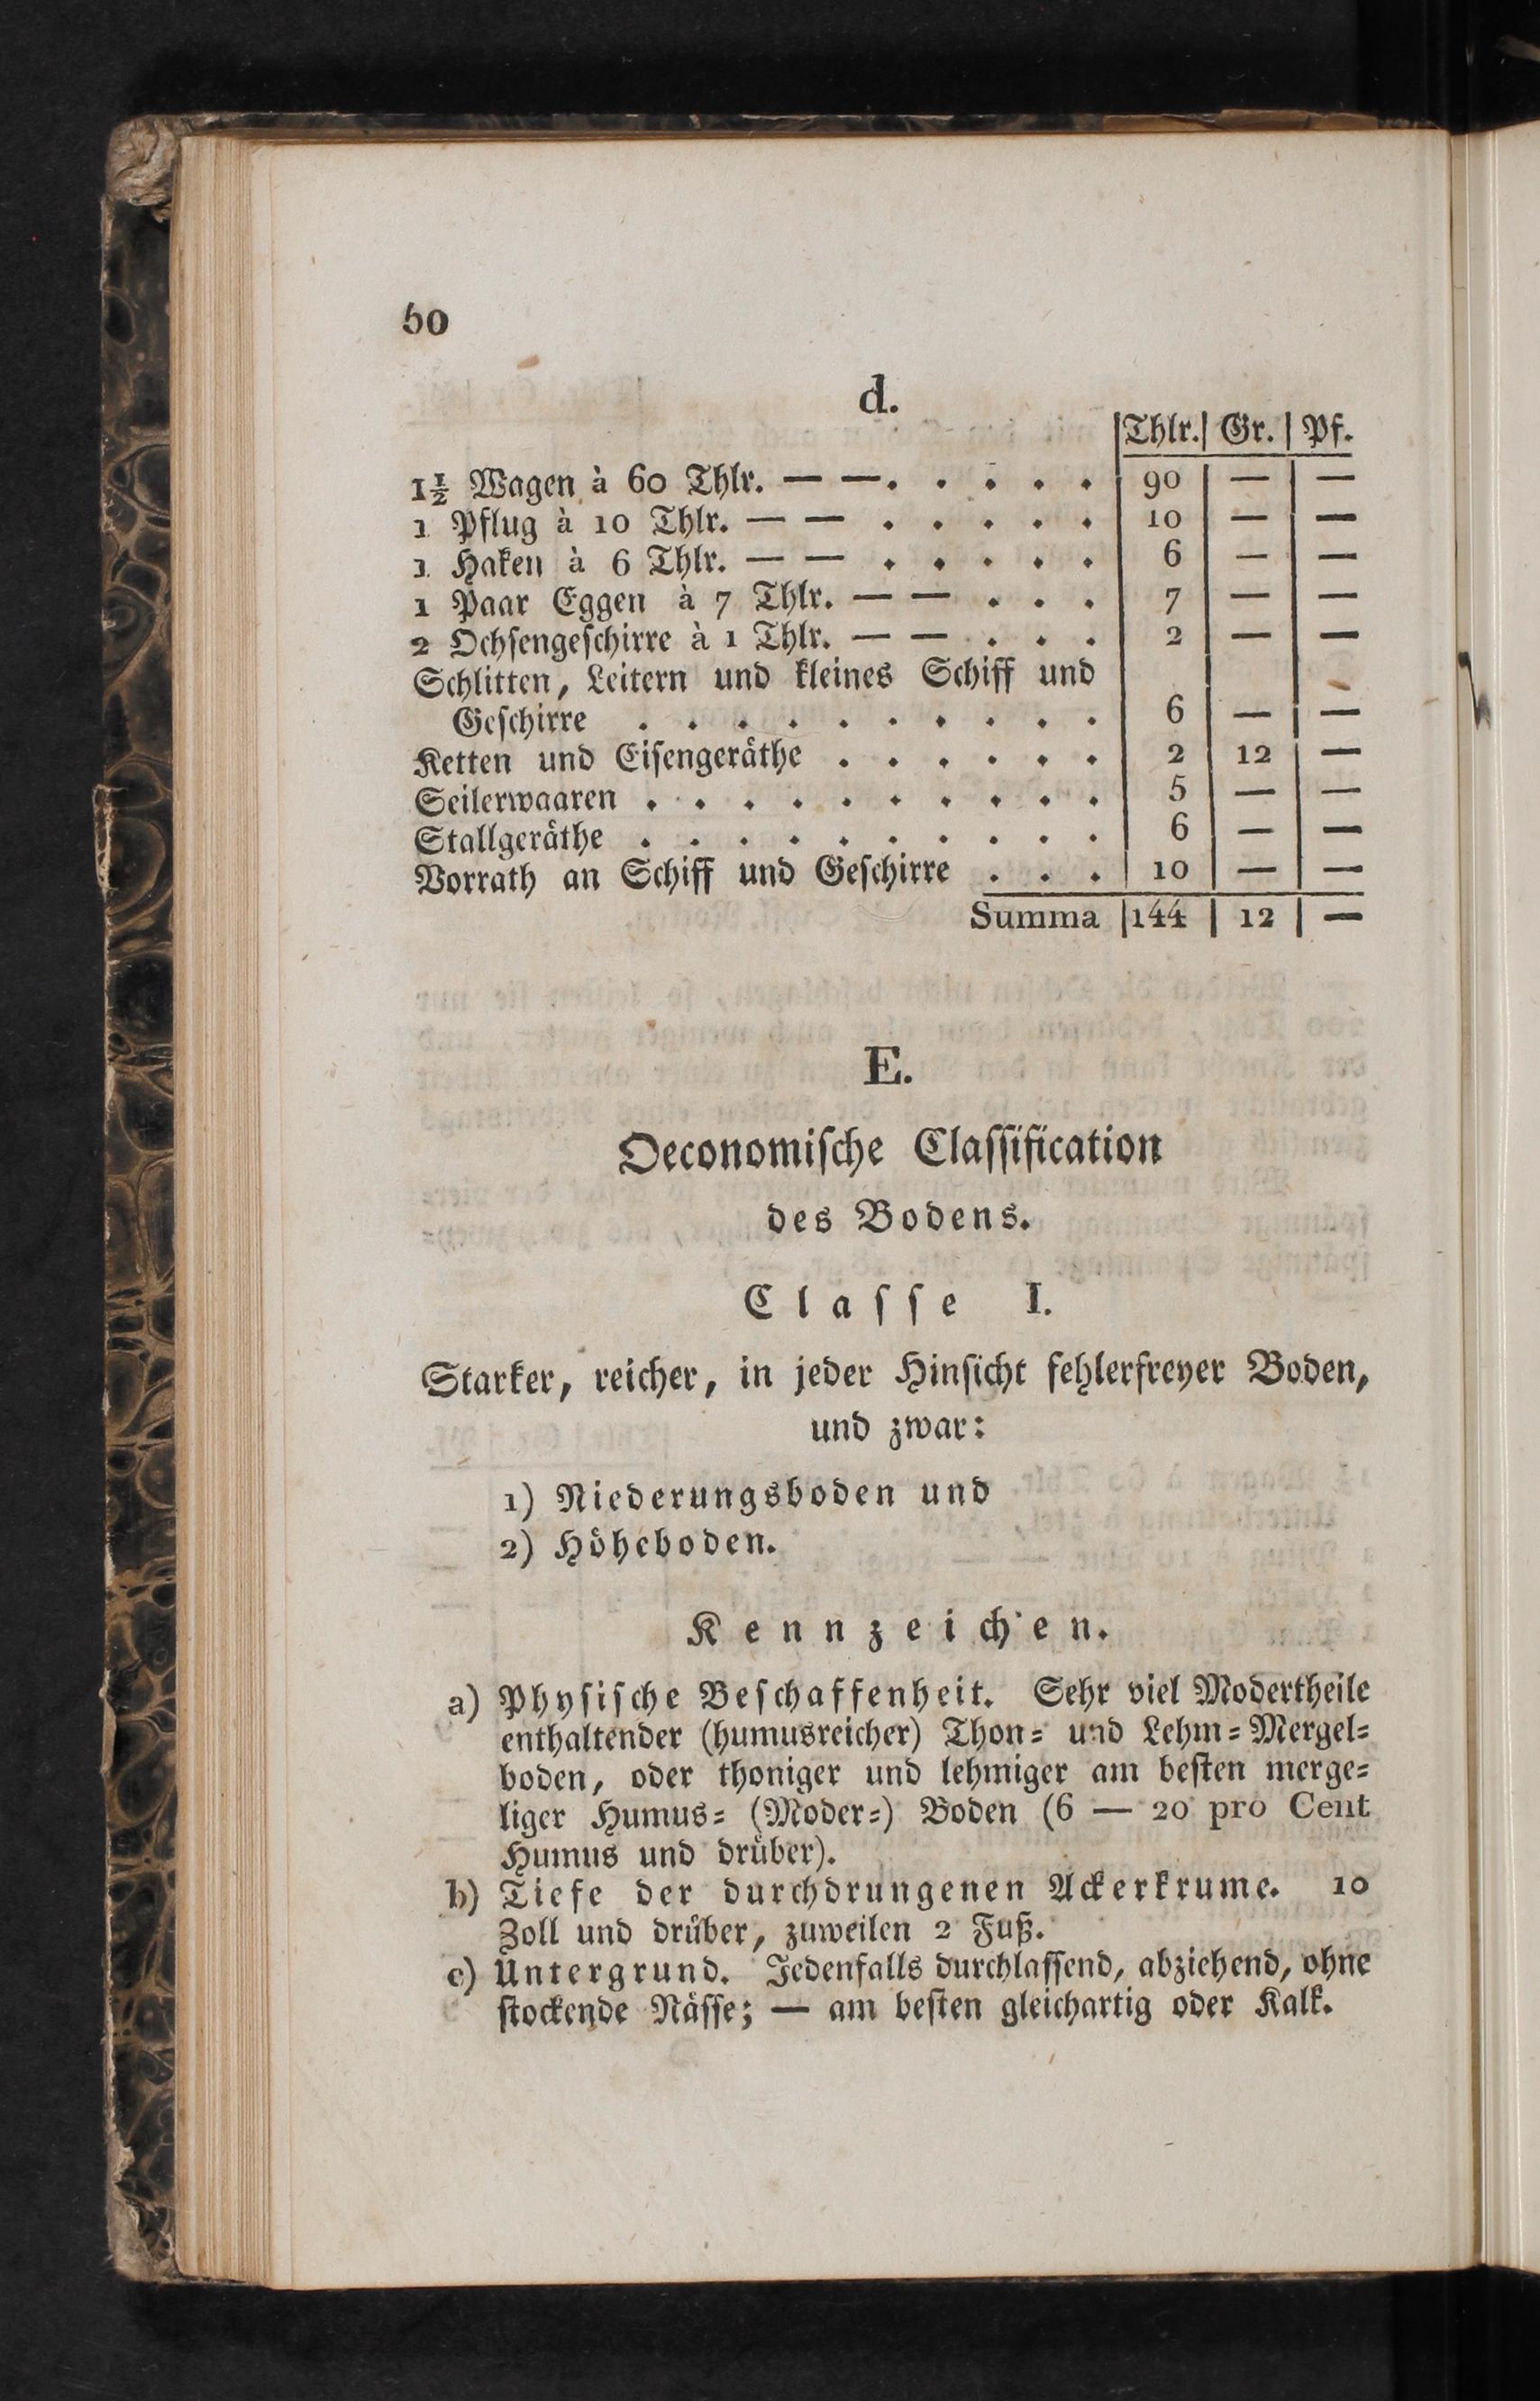 60
d.
|Thlr.| Gr. | Pf.
1½ Wagen à 60 Thlr. — — . . . . . | 90 | — | —
1 Pflug à 10 Thlr. — — . . . . . | 10 | — | —
1 Haken à 6 Thlr. — — . . . . . | 6 | — | —
1 Paar Eggen à 7 Thlr. — — . . . | 7 | — | —
2 Ochsengeschirre à 1 Thlr. — — . . . | 2 | — | —
Schlitten, Leitern und kleines Schiff und
Geschirre . . . . . . . . . . | 6 | — | —
Ketten und Eisengeräthe . . . . . . | 2 | 12 | —
Seilerwaaren . . . . . . . . . . | 5 | — | —
Stallgeräthe . . . . . . . . . . | 6 | — | —
Vorrath an Schiff und Geschirre . . . | 10 | — | —
Summa |144 | 12 | —
E.
Oeconomische Classification
des Bodens.
Classe I.
Starker, reicher, in jeder Hinsicht fehlerfreyer Boden,
und zwar:
1) Niederungsboden und
2) Höheboden.
Kennzeichen.
a) Physische Beschaffenheit. Sehr viel Modertheile
enthaltender (humusreicher) Thon= und Lehm=Mergel=
boden, oder thoniger und lehmiger am besten merge=
liger Humus= (Moder=) Boden (6 — 20 pro Cent
Humus und drüber).
b) Tiefe der durchdrungenen Ackerkrume. 10
Zoll und drüber, zuweilen 2 Fuß.
c) Untergrund. Jedenfalls durchlassend, abziehend, ohne
stockende Nässe; — am besten gleichartig oder Kalk.